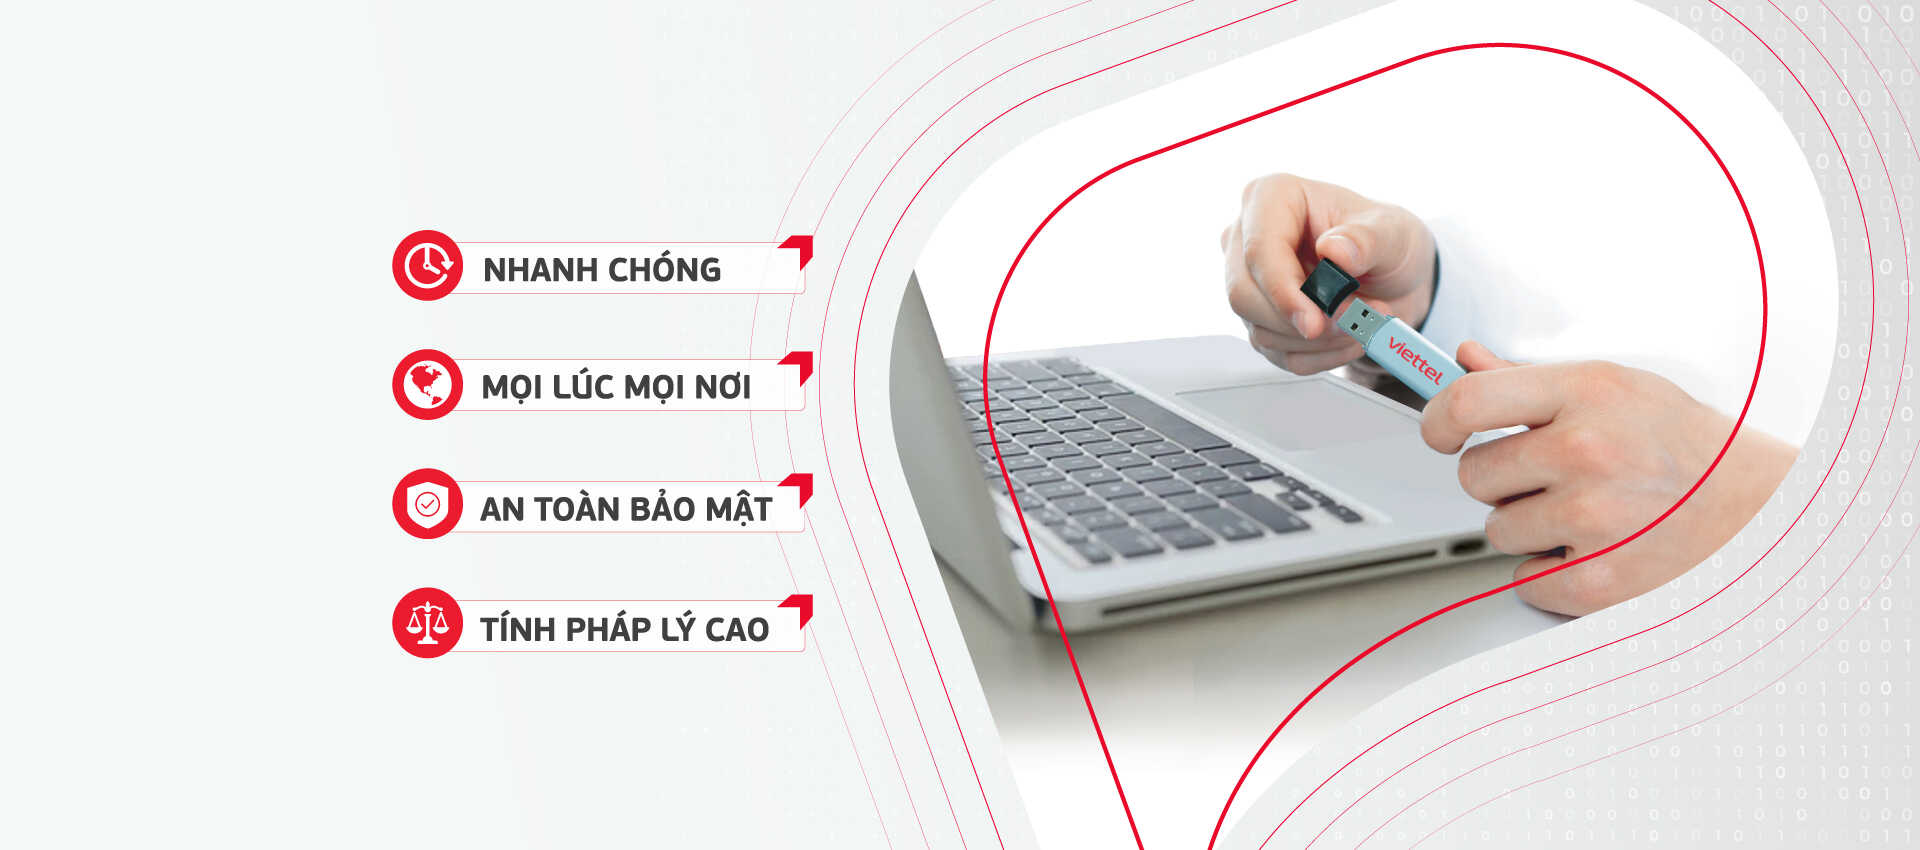 NHANH CHÓNG
MỌI LÚC MỌI NƠI
AN TOÀN BẢO MẬT
TÍNH PHÁP LÝ CAO
viettel